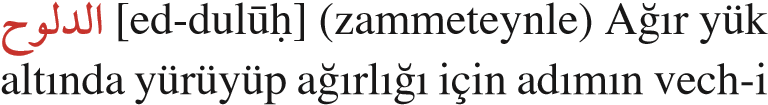 الدلوح [ed-dulūḥ] (zammeteynle) Ağır yük
altında yürüyüp ağırlığı için adımın vech-i